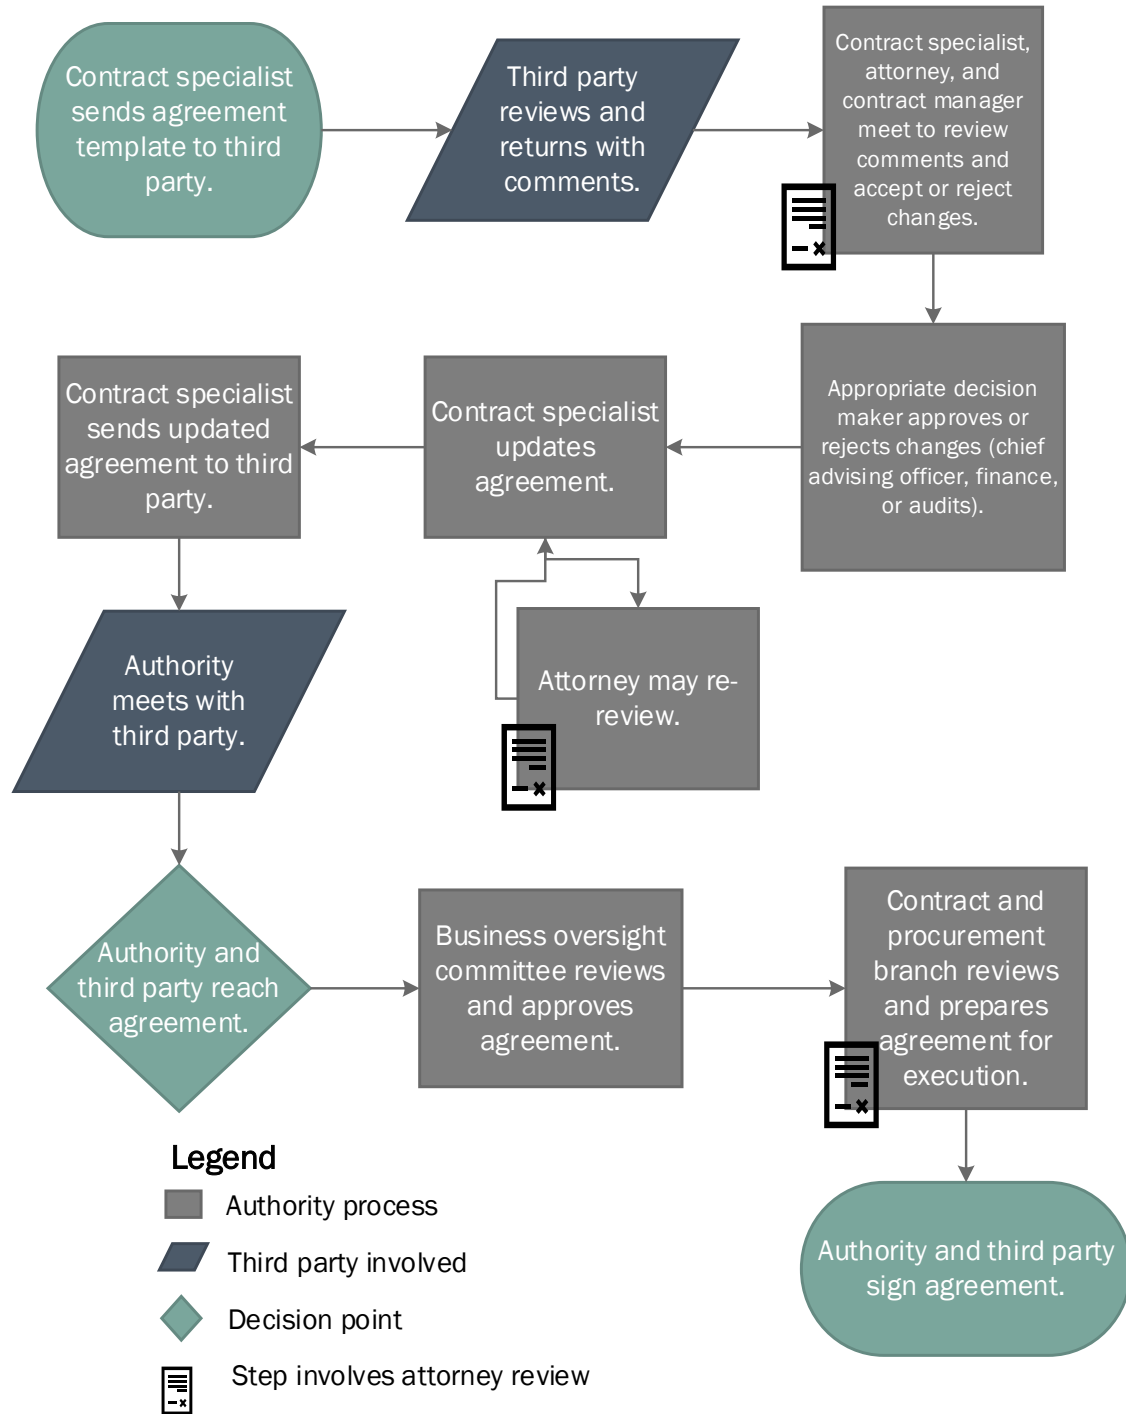 Contract specialist
sends agreement
template to third
party.
Third party
reviews and
returns with
comments.
Contract specialist,
attorney, and
contract manager
meet to review
comments and
accept or reject
changes.
Contract specialist
sends updated
agreement to third
party.
Contract specialist
updates
agreement.
Appropriate decision
maker approves or
rejects changes (chief
advising officer, finance,
or audits).
Authority
meets with
third party.
Attorney may re-
review.
Authority and
third party reach
agreement.
Business oversight
committee reviews
and approves
agreement.
Contract and
procurement
branch reviews
and prepares
agreement for
execution.
Authority and third party
sign agreement.
Legend
Authority process
Third party involved
Decision point
Step involves attorney review